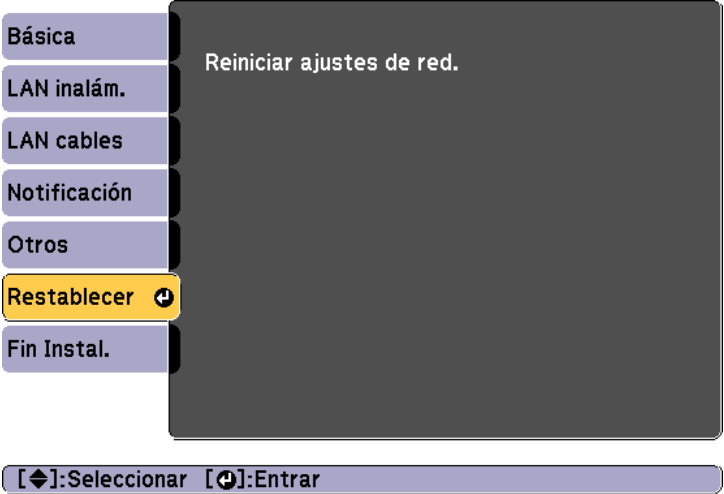 Básica
LAN inalám.
LAN cables
Notificación
Otros
Restablecer
Fin Instal.
Reiniciar ajustes de red.
[◆]:Seleccionar [⏎]:Entrar